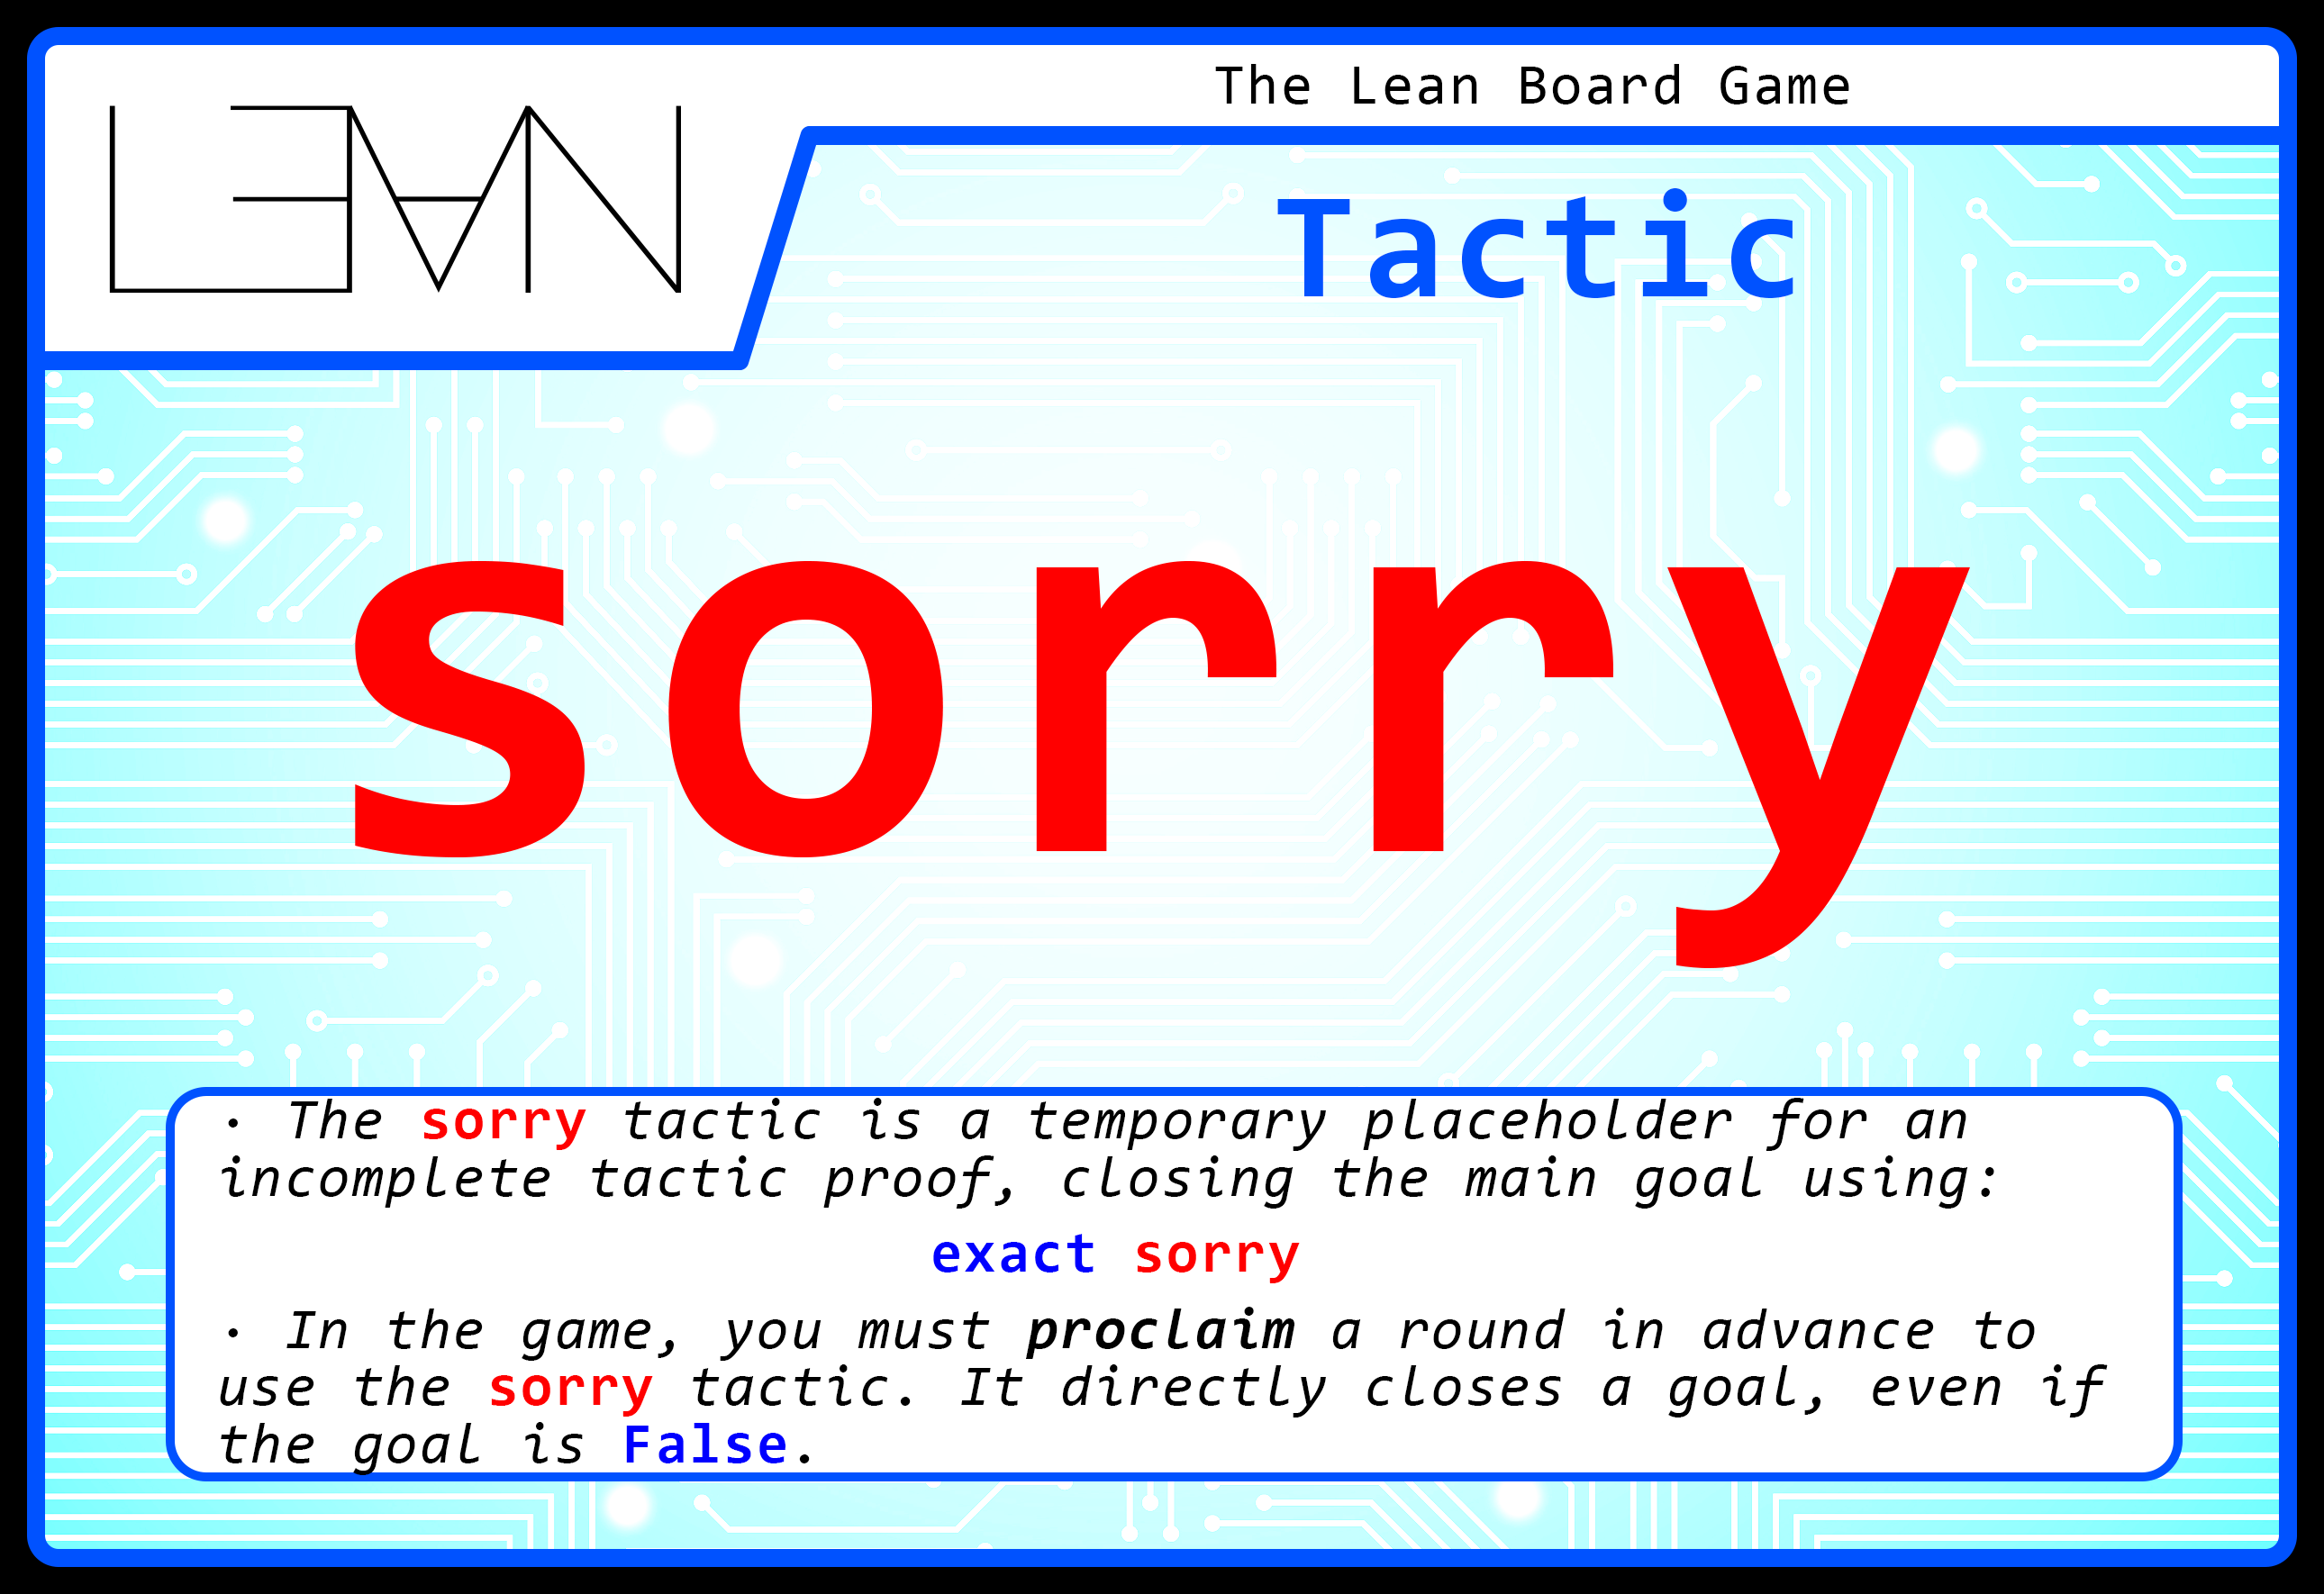 The Lean Board Game
LEAN
Tactic
sorry
· The sorry tactic is a temporary placeholder for an
incomplete tactic proof, closing the main goal using:
exact sorry
· In the game, you must proclaim a round in advance to
use the sorry tactic. It directly closes a goal, even if
the goal is False.